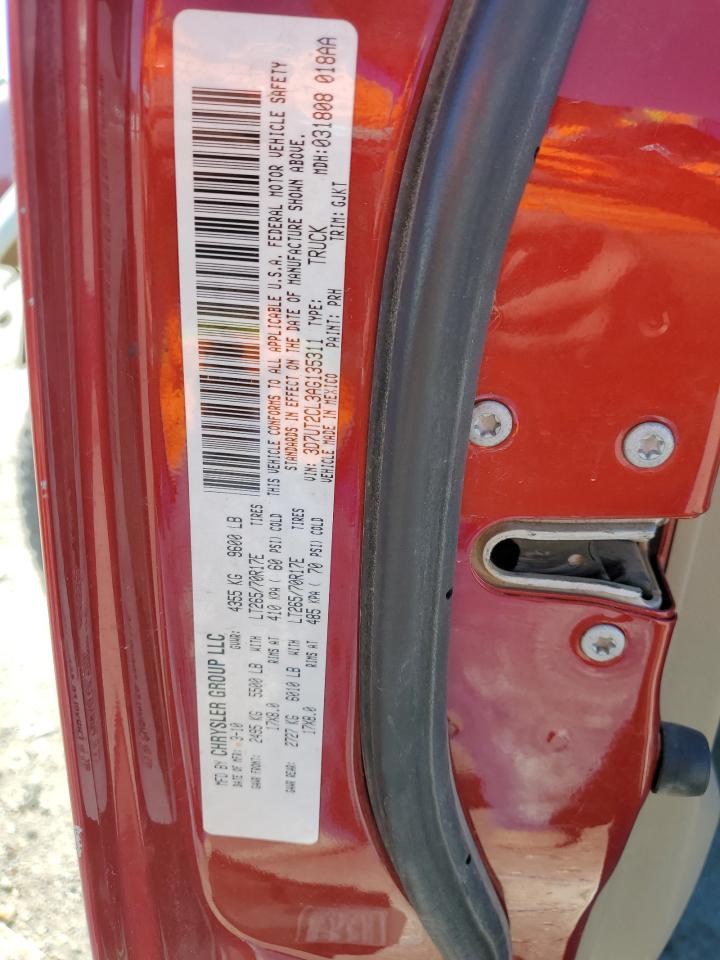 MFD BY CHRYSLER GROUP LLC
DATE OF MFR: 3-10 GVWR: 4355 KG 9600 LB
GAWR FRONT: 2495 KG 5500 LB WITH LT265/70R17E TIRES
17X8.0 RIMS AT 410 KPA ( 60 PSI) COLD
GAWR REAR: 2727 KG 6010 LB WITH LT265/70R17E TIRES
17X8.0 RIMS AT 485 KPA ( 70 PSI) COLD
THIS VEHICLE CONFORMS TO ALL APPLICABLE U.S.A. FEDERAL MOTOR VEHICLE SAFETY
STANDARDS IN EFFECT ON THE DATE OF MANUFACTURE SHOWN ABOVE.
VIN: 3D7UT2CL3AG135311 TYPE: TRUCK MDH:031808 018AA
VEHICLE MADE IN MEXICO PAINT: PRH TRIM: GJKT